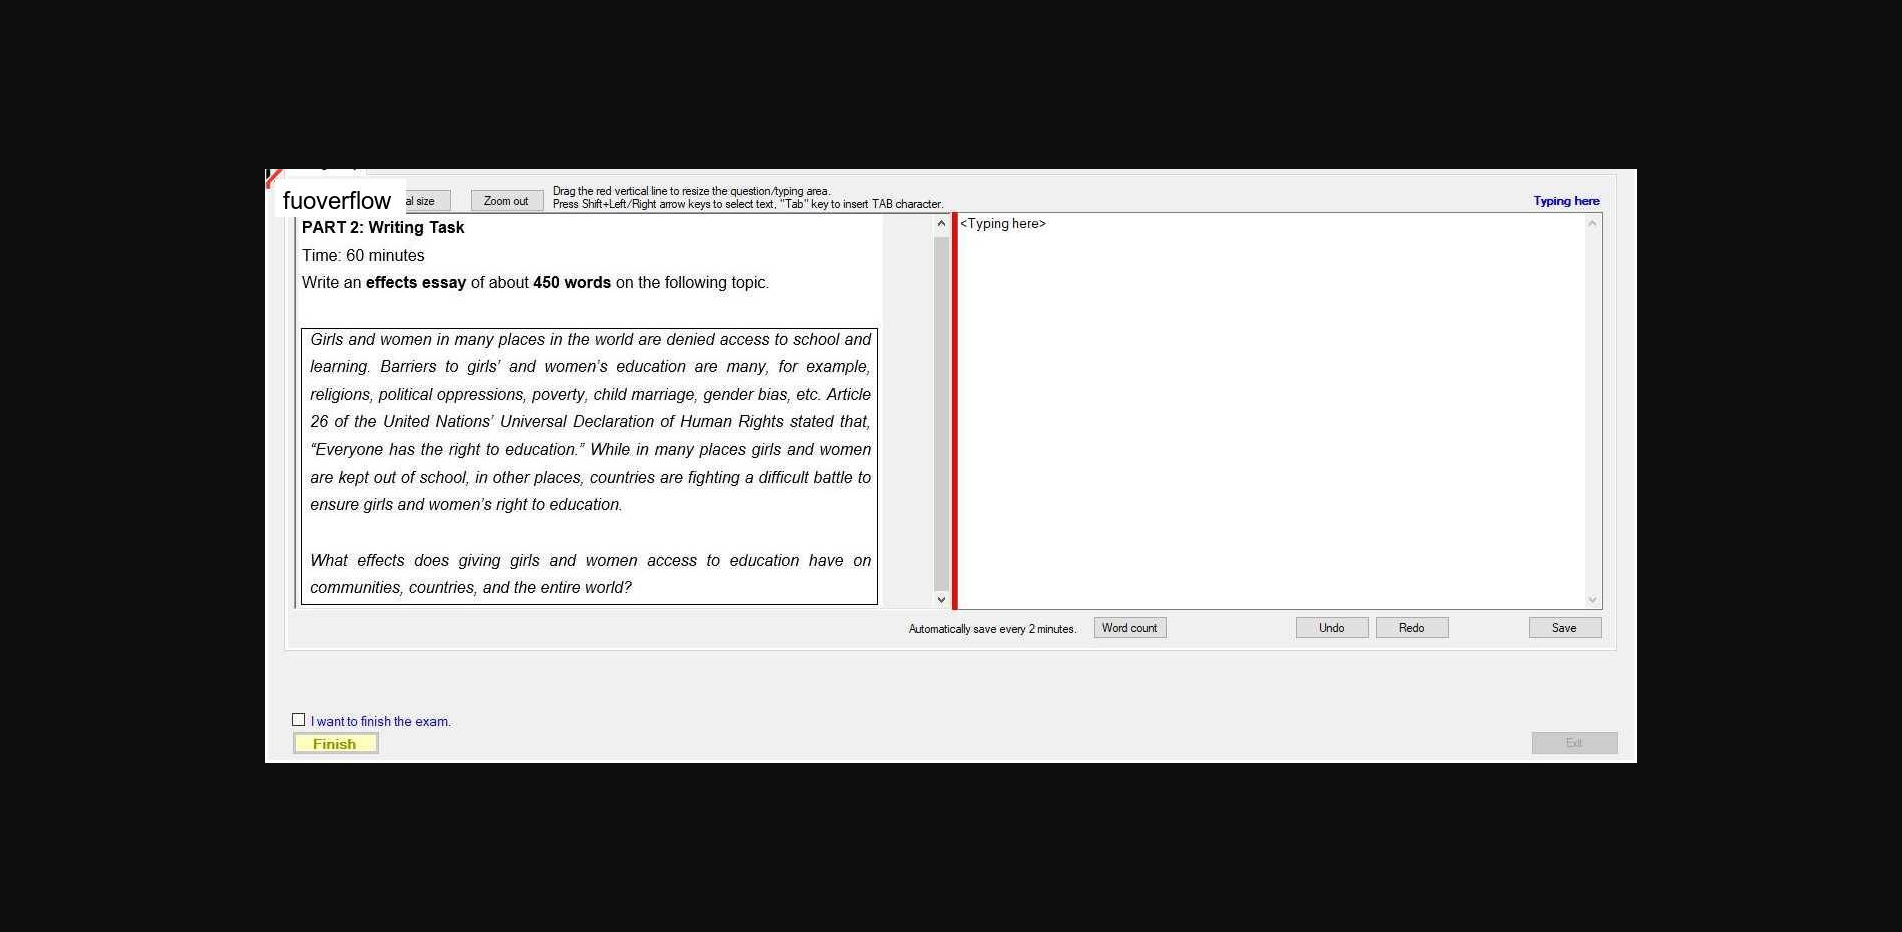 fuoverflow
al size
Zoom out
Drag the red vertical line to resize the question/typing area.
Press Shift+Left/Right arrow keys to select text, "Tab" key to insert TAB character.
Typing here
PART 2: Writing Task
Time: 60 minutes
Write an effects essay of about 450 words on the following topic.
Girls and women in many places in the world are denied access to school and
learning. Barriers to girls’ and women’s education are many, for example,
religions, political oppressions, poverty, child marriage, gender bias, etc. Article
26 of the United Nations’ Universal Declaration of Human Rights stated that,
“Everyone has the right to education.” While in many places girls and women
are kept out of school, in other places, countries are fighting a difficult battle to
ensure girls and women’s right to education.
What effects does giving girls and women access to education have on
communities, countries, and the entire world?
<Typing here>
Automatically save every 2 minutes.
Word count
Undo
Redo
Save
I want to finish the exam.
Finish
Exit